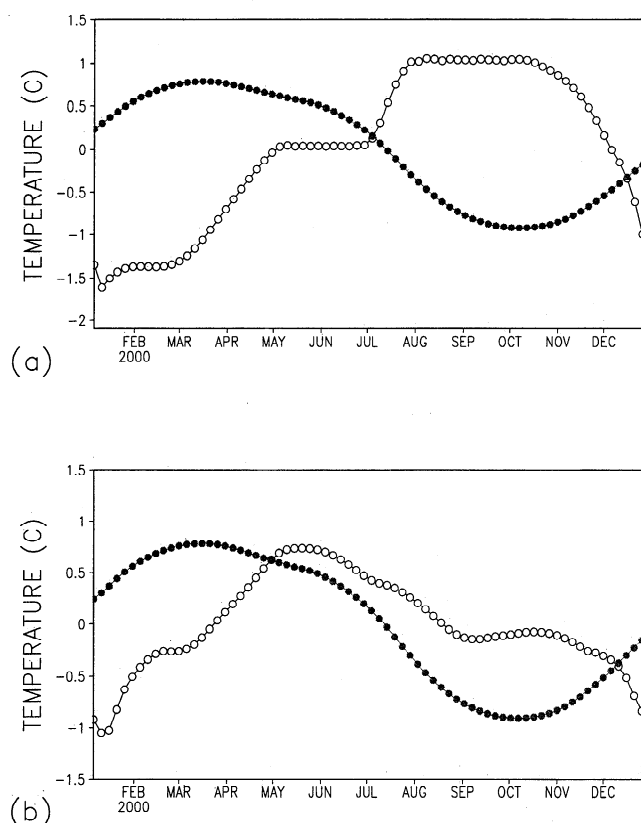 1.5
1
0.5
0
-0.5
-1
-1.5
-2
TEMPERATURE (C)
FEB MAR APR MAY JUN JUL AUG SEP OCT NOV DEC
2000
(a)
1.5
1
0.5
0
-0.5
-1
-1.5
TEMPERATURE (C)
FEB MAR APR MAY JUN JUL AUG SEP OCT NOV DEC
2000
(b)